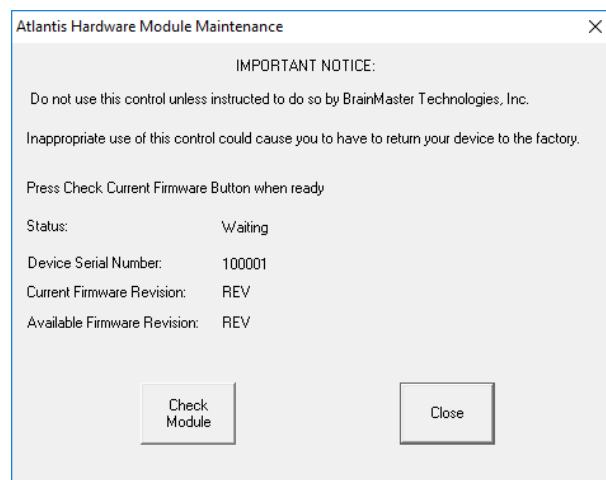 Atlantis Hardware Module Maintenance
IMPORTANT NOTICE:
Do not use this control unless instructed to do so by BrainMaster Technologies, Inc.
Inappropriate use of this control could cause you to have to return your device to the factory.
Press Check Current Firmware Button when ready
Status: Waiting
Device Serial Number: 100001
Current Firmware Revision: REV
Available Firmware Revision: REV
Check
Module
Close